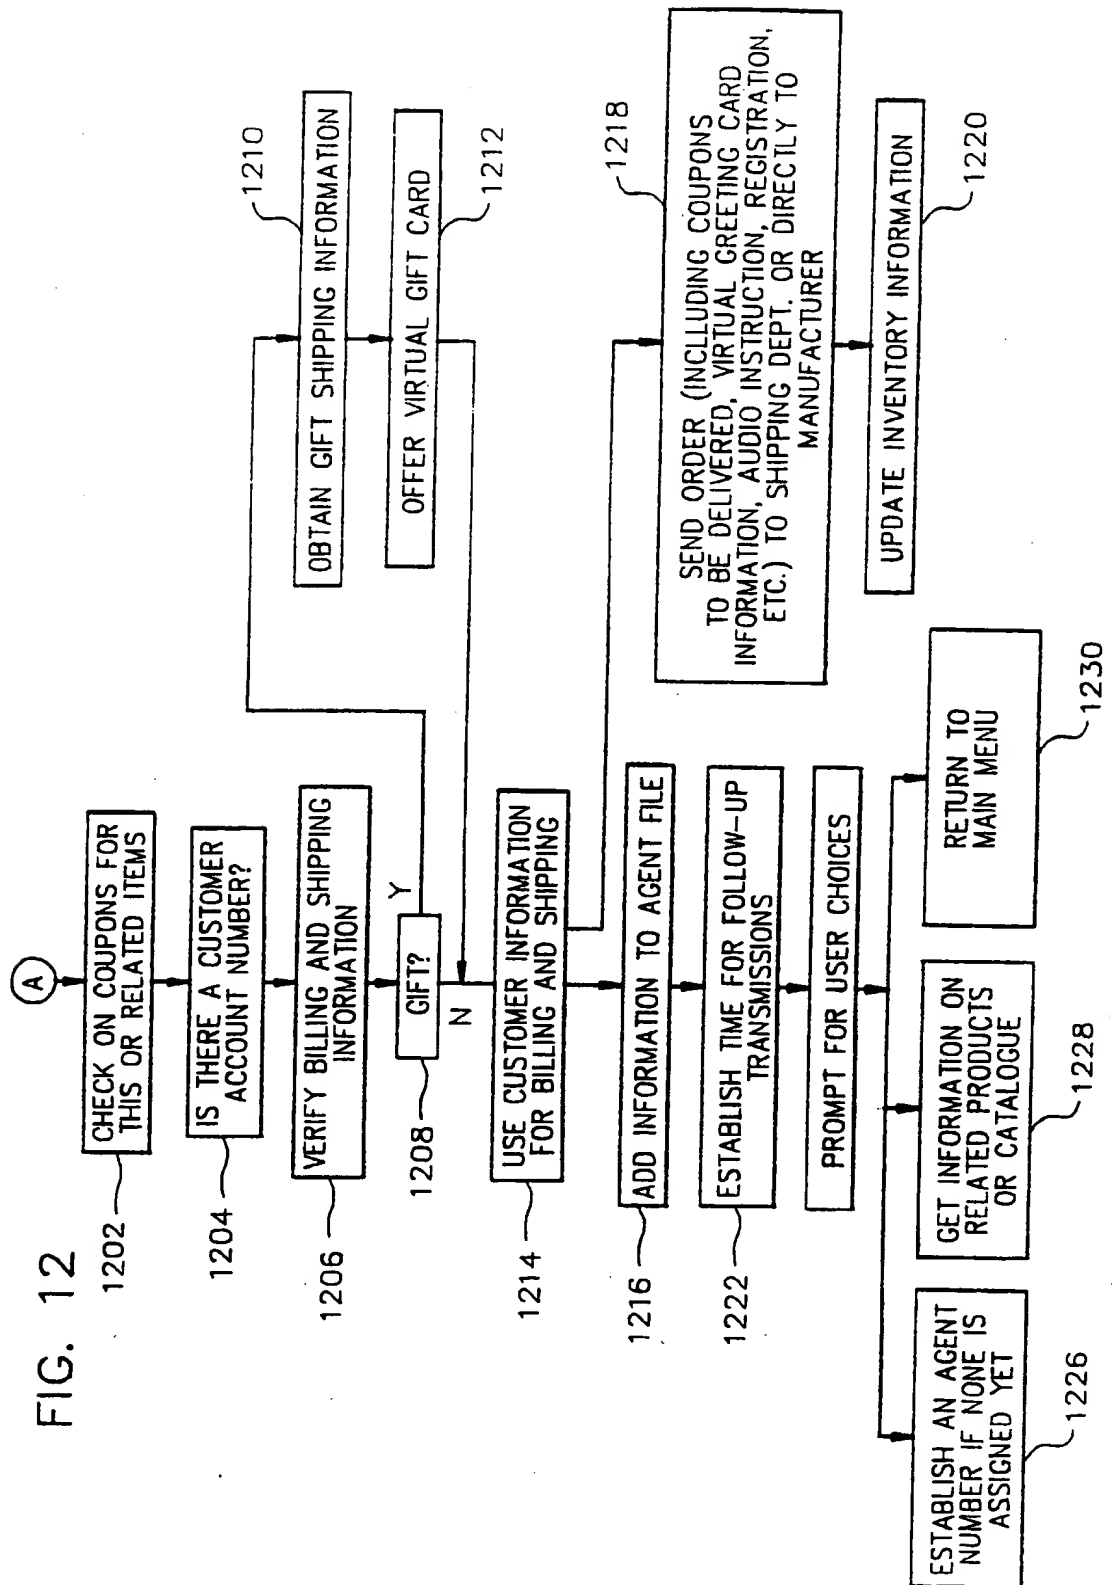 FIG. 12
A
CHECK ON COUPONS FOR
THIS OR RELATED ITEMS
1202
IS THERE A CUSTOMER
ACCOUNT NUMBER?
1204
VERIFY BILLING AND SHIPPING
INFORMATION
1206
GIFT?
Y
N
1208
OBTAIN GIFT SHIPPING INFORMATION
1210
OFFER VIRTUAL GIFT CARD
1212
USE CUSTOMER INFORMATION
FOR BILLING AND SHIPPING
1214
ADD INFORMATION TO AGENT FILE
1216
SEND ORDER (INCLLUDING COUPONS
TO BE DELIVERED, VIRTUAL GREETING CARD
INFORMATION, AUDIO INSTRUCTION, REGISTRATION,
ETC.) TO SHIPPING DEPT. OR DIRECTLY TO
MANUFACTURER
1218
UPDATE INVENTORY INFORMATION
1220
ESTABLISH TIME FOR FOLLOW-UP
TRANSMISSIONS
1222
PROMPT FOR USER CHOICES
ESTABLISH AN AGENT
NUMBER IF NONE IS
ASSIGNED YET
1226
GET INFORMATION ON
RELATED PRODUCTS
OR CATALOGUE
1228
RETURN TO
MAIN MENU
1230